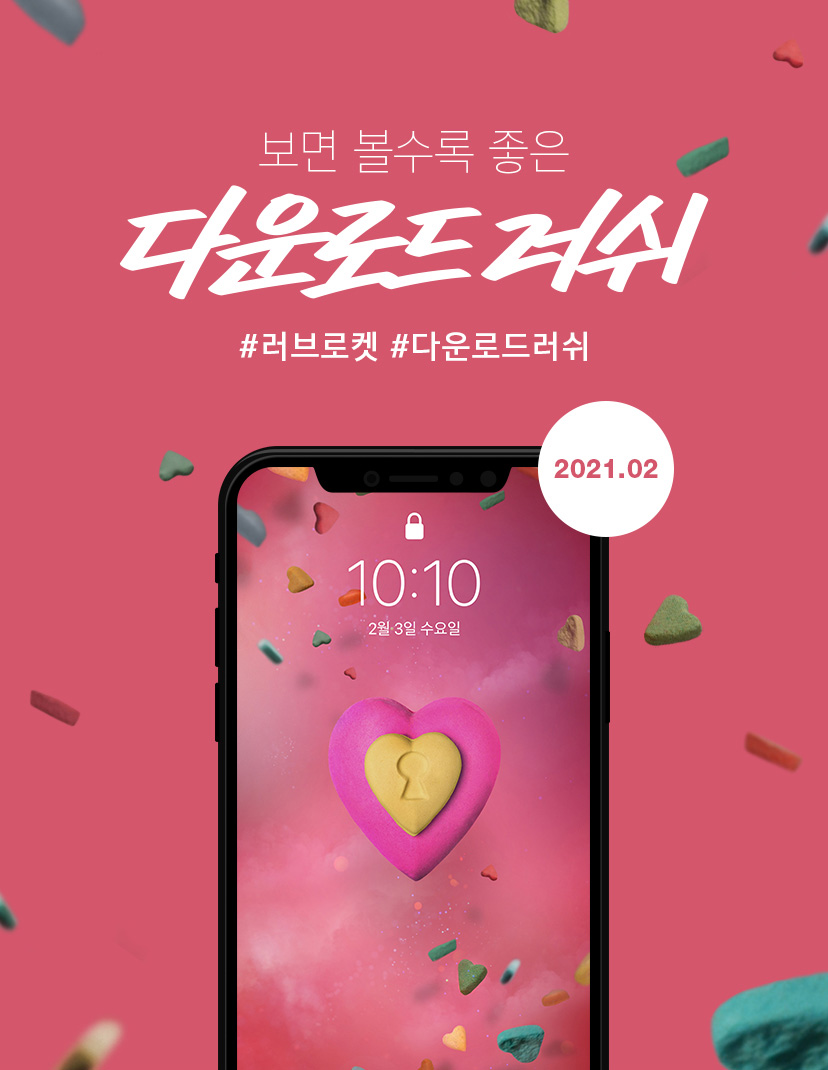 보면 볼수록 좋은
다운로드 러쉬
#러브로켓 #다운로드러쉬
2021.02
10:10
2월 3일 수요일